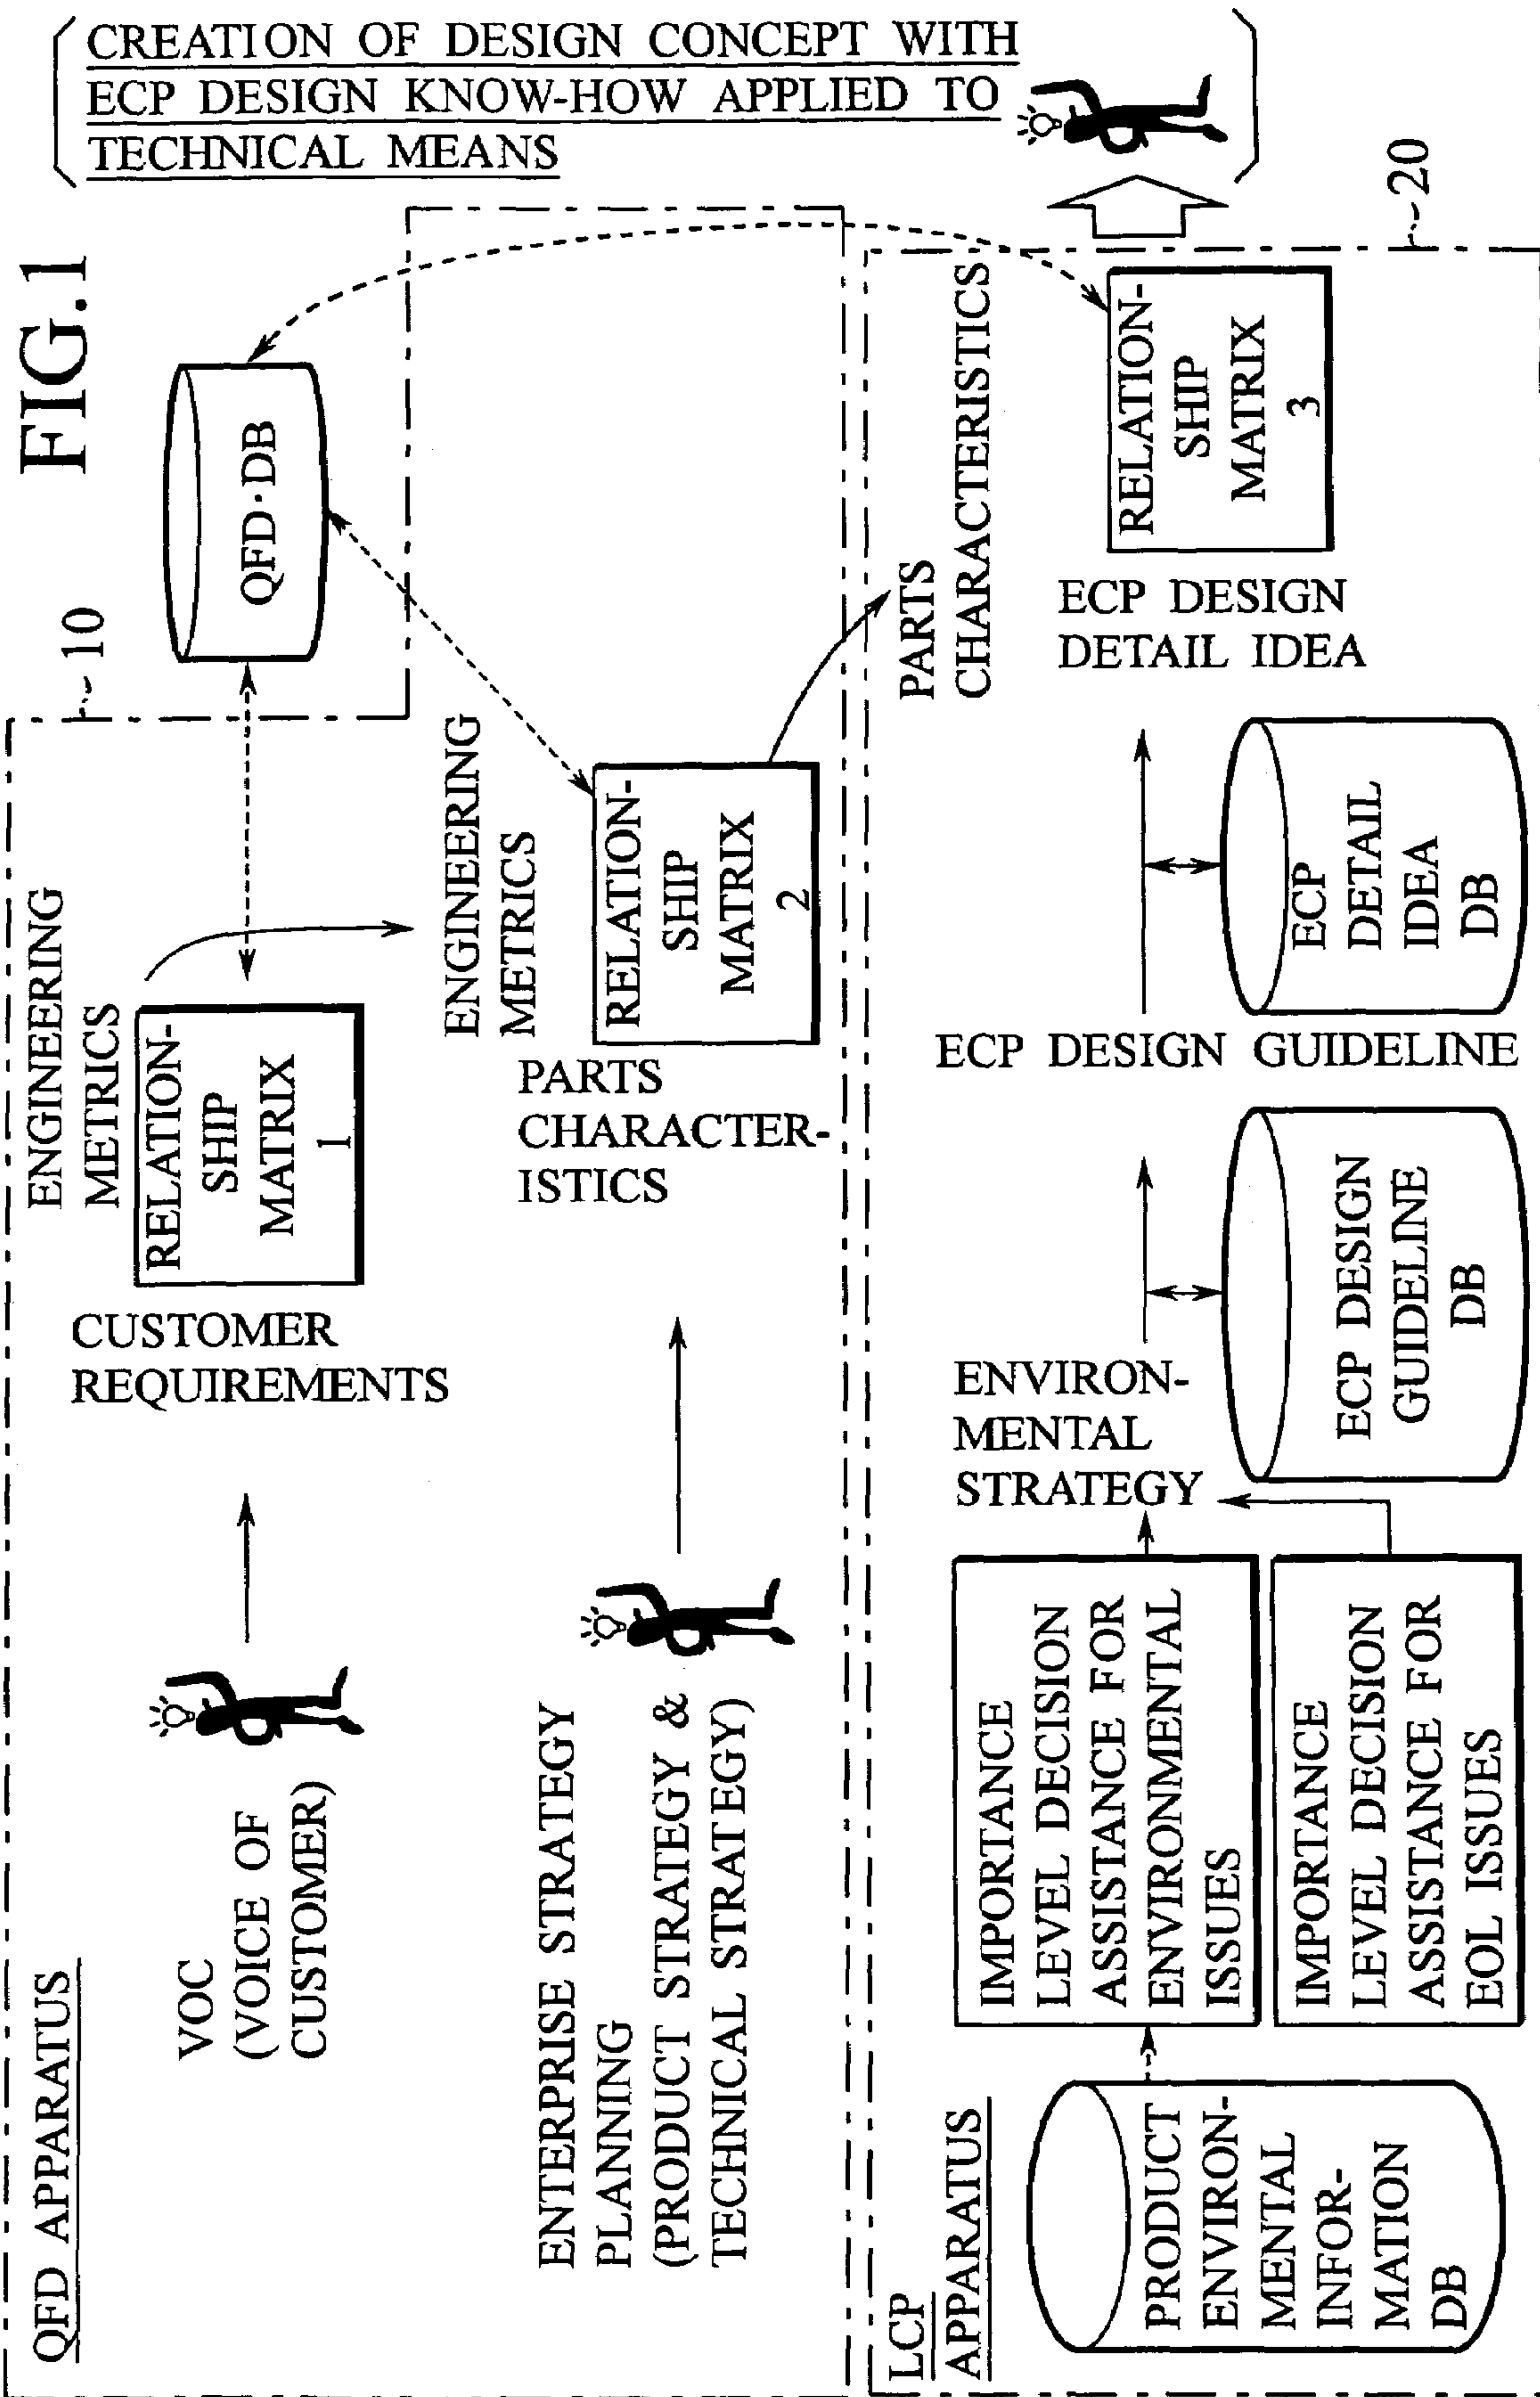 FIG.1
CREATION OF DESIGN CONCEPT WITH
ECP DESIGN KNOW-HOW APPLIED TO
TECHNICAL MEANS
QFD APPARATUS
10
VOC
(VOICE OF
CUSTOMER)
CUSTOMER
REQUIREMENTS
ENGINEERING
METRICS
RELATION-
SHIP
MATRIX
1
QFD·DB
ENTERPRISE STRATEGY
PLANNING
(PRODUCT STRATEGY &
TECHNICAL STRATEGY)
PARTS
CHARACTER-
ISTICS
ENGINEERING
METRICS
RELATION-
SHIP
MATRIX
2
LCP
APPARATUS
20
PRODUCT
ENVIRON-
MENTAL
INFOR-
MATION
DB
IMPORTANCE
LEVEL DECISION
ASSISTANCE FOR
ENVIRONMENTAL
ISSUES
IMPORTANCE
LEVEL DECISION
ASSISTANCE FOR
EOL ISSUES
ENVIRON-
MENTAL
STRATEGY
ECP DESIGN
GUIDELINE
DB
ECP DESIGN GUIDELINE
ECP
DETAIL
IDEA
DB
ECP DESIGN
DETAIL IDEA
PARTS
CHARACTERISTICS
RELATION-
SHIP
MATRIX
3